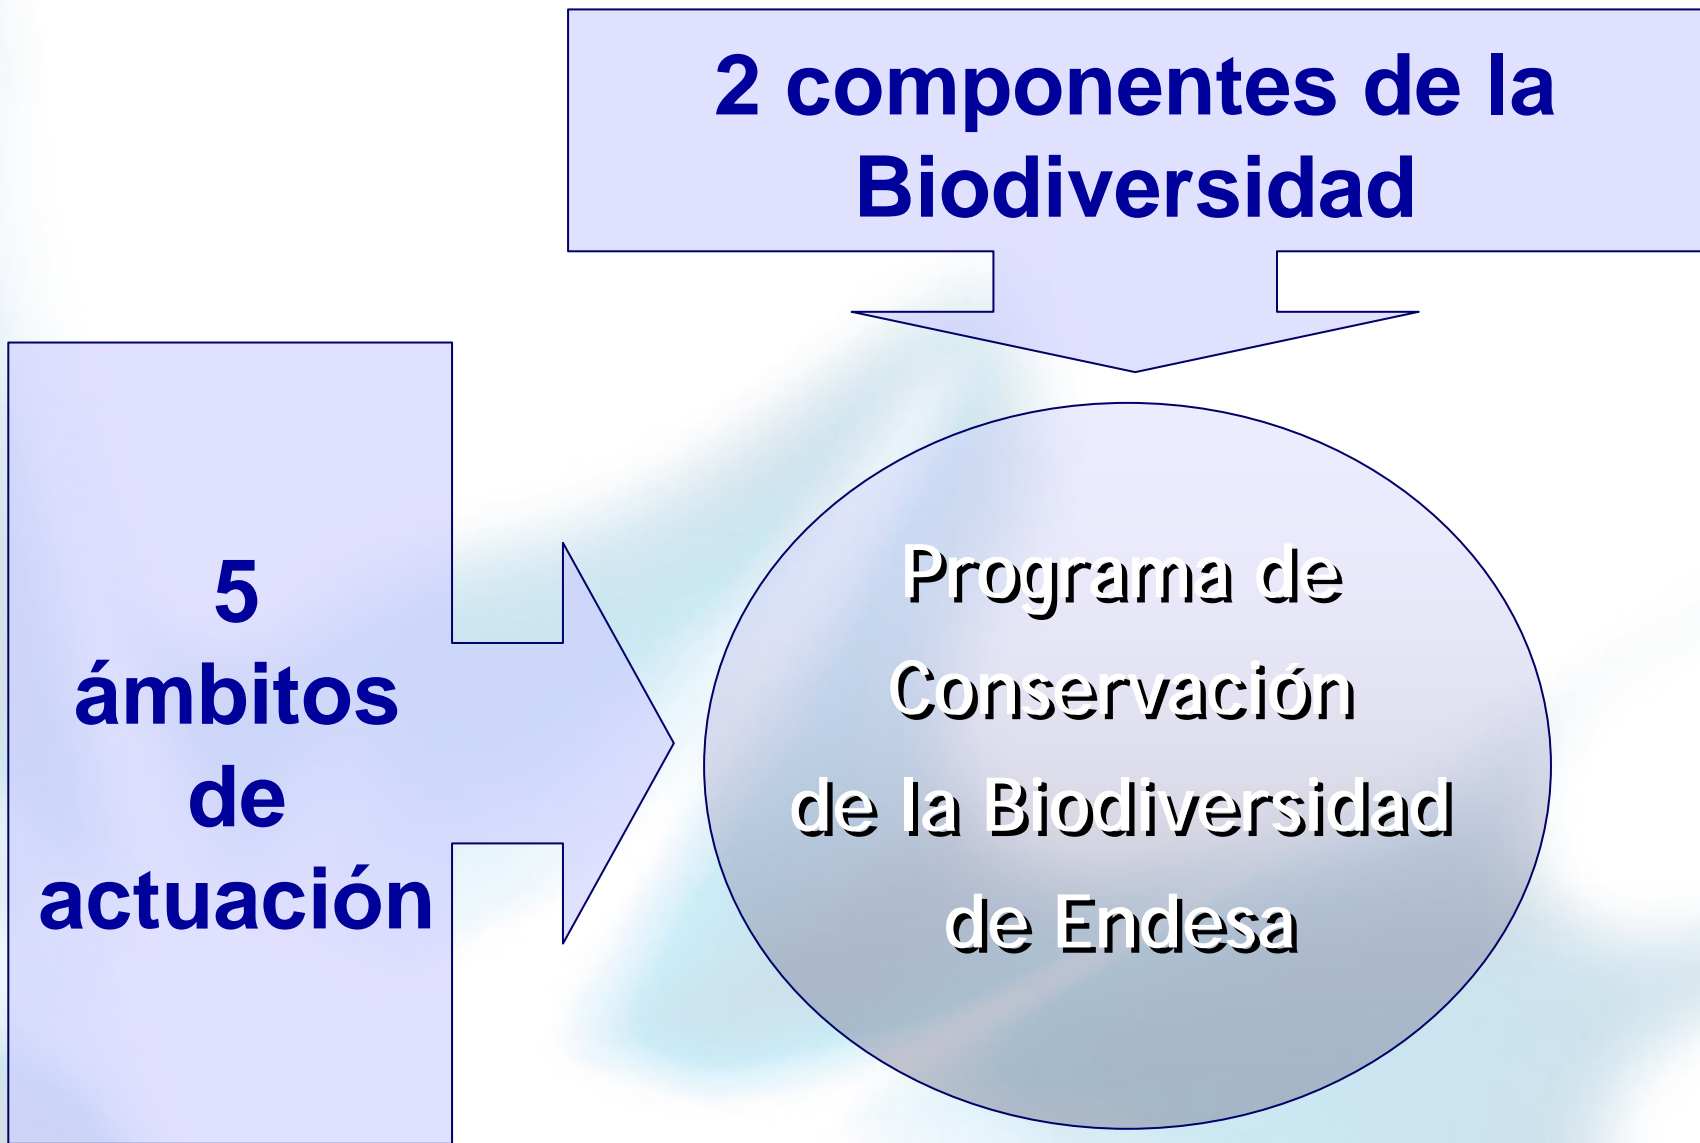 2 componentes de la
Biodiversidad
5
ámbitos
de
actuación
Programa de
Conservación
de la Biodiversidad
de Endesa